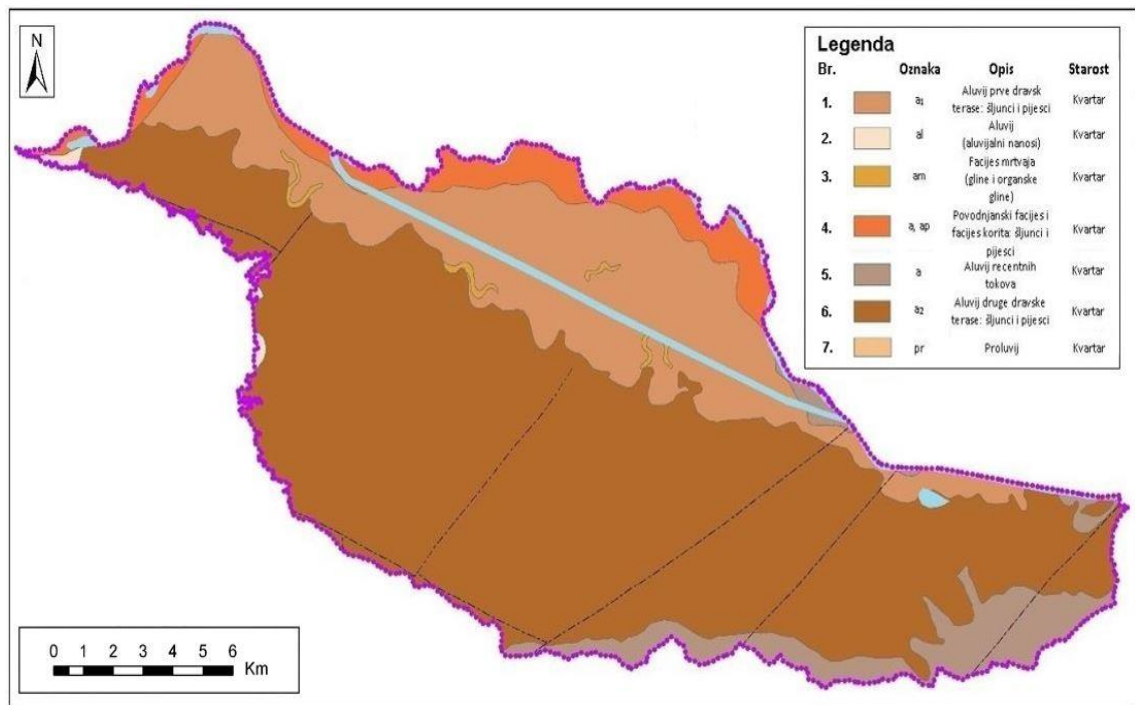 N
Legenda
Br. Oznaka Opis Starost
1. a₁ Aluvij prve dravsk terase: šljunci i pijesci Kvartar
2. al Aluvij (aluvijalni nanosi) Kvartar
3. am Facijes mrtvaja (gline i organske gline) Kvartar
4. a, ap Povodnjanski facijes i facijes korita: šljunci i pijesci Kvartar
5. a Aluvij recentnih tokova Kvartar
6. a₂ Aluvij druge dravske terase: šljunci i pijesci Kvartar
7. pr Proluvij Kvartar
0 1 2 3 4 5 6
Km